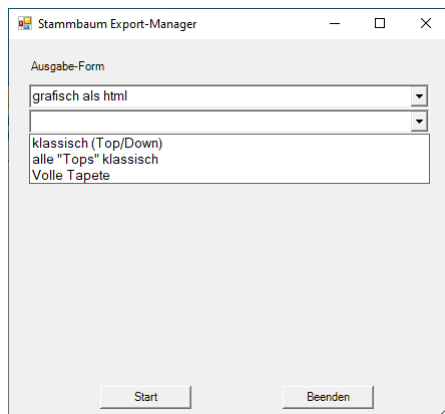 Stammbaum Export-Manager
Ausgabe-Form
grafisch als html
klassisch (Top/Down)
alle "Tops" klassisch
Volle Tapete
Start
Beenden